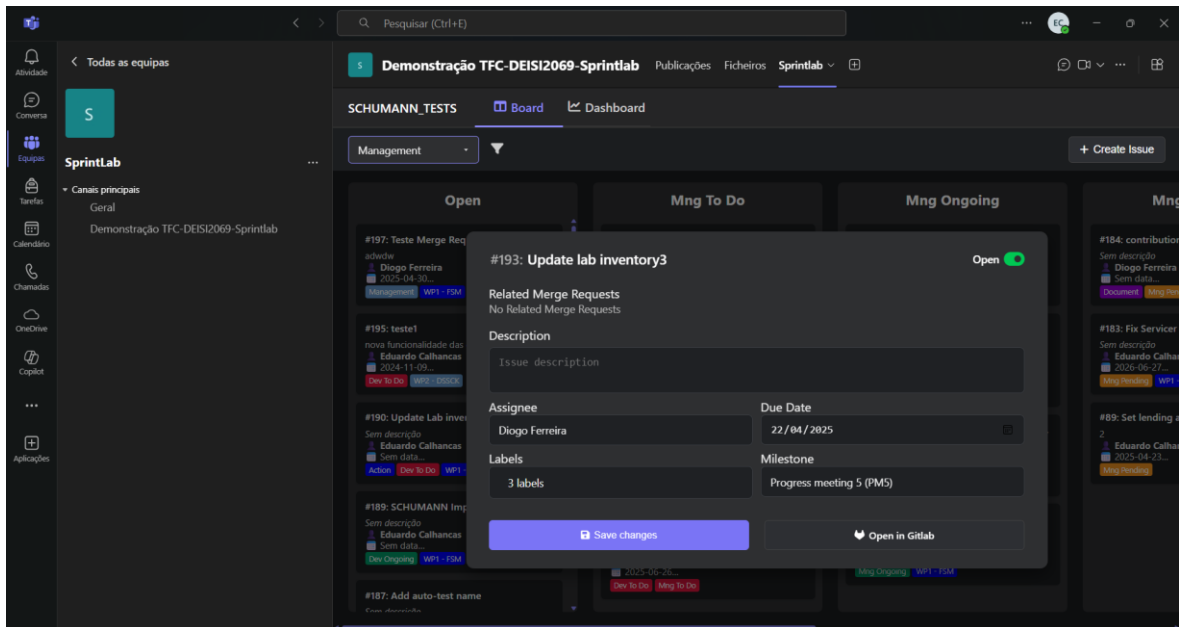 Pesquisar (Ctrl+E)
EC
Atividade
Conversa
Equipas
Tarefas
Calendário
Chamadas
OneDrive
Copilot
Aplicações
Todas as equipas
S
SprintLab
Canais principais
Geral
Demonstração TFC-DEISI2069-Sprintlab
S
Demonstração TFC-DEISI2069-Sprintlab Publicações Ficheiros Sprintlab
SCHUMANN_TESTS Board Dashboard
Management
+ Create Issue
Open
#197: Teste Merge Req
adwdw
Diogo Ferreira
2025-04-30...
Management WP1 - FSM
#195: teste1
nova funcionalidade das
Eduardo Calhancas
2024-11-09...
Dev To Do WP2 - DISSCK
#190: Update Lab inve
Sem descrição
Eduardo Calhancas
Sem data...
Action Dev To Do WP1 -
#189: SCHUMANN Imp
Sem descrição
Eduardo Calhancas
Sem data...
Dev Ongoing WP1 - FSM
#187: Add auto-test name
Sem descrição
Mng To Do
2025-06-26...
Dev To Do Mng To Do
Mng Ongoing
Mng Ongoing WP1 - FSM
Mng
#184: contribution
Sem descrição
Diogo Ferreira
Sem data...
Document Mng Pen
#183: Fix Servicer
Sem descrição
Eduardo Calha
2026-06-27...
Mng Pending WP1 -
#89: Set lending a
2
Eduardo Calha
2025-04-23...
Mng Pending
#193: Update lab inventory3
Open
Related Merge Requests
No Related Merge Requests
Description
Issue description
Assignee
Diogo Ferreira
Due Date
22/04/2025
Labels
3 labels
Milestone
Progress meeting 5 (PM5)
Save changes
Open in Gitlab